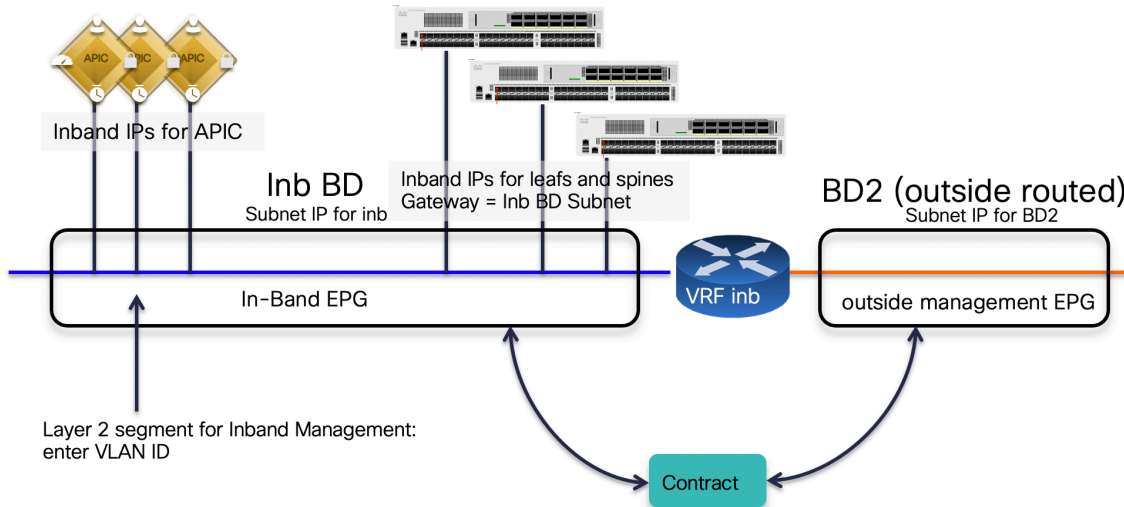 APIC
APIC
APIC
Inband IPs for APIC
Inb BD
Subnet IP for inb
Inband IPs for leafs and spines
Gateway = Inb BD Subnet
BD2 (outside routed)
Subnet IP for BD2
In-Band EPG
VRF inb
outside management EPG
Layer 2 segment for Inband Management:
enter VLAN ID
Contract